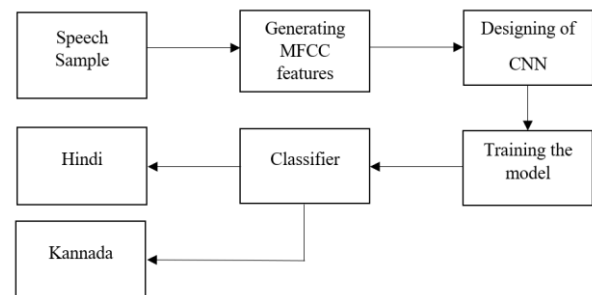 Speech
Sample
Generating
MFCC
features
Designing of
CNN
Training the
model
Classifier
Hindi
Kannada